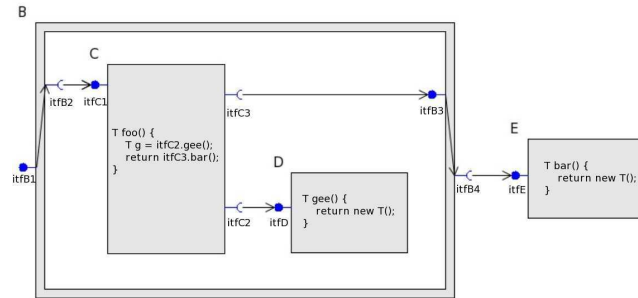 B
C
itfB2
itfC1
itfC3
itfB3
T foo() {
T g = itfC2.gee();
return itfC3.bar();
}
E
D
itfB1
itfB4
itfE
T bar() {
return new T();
}
T gee() {
return new T();
}
itfC2
itfD